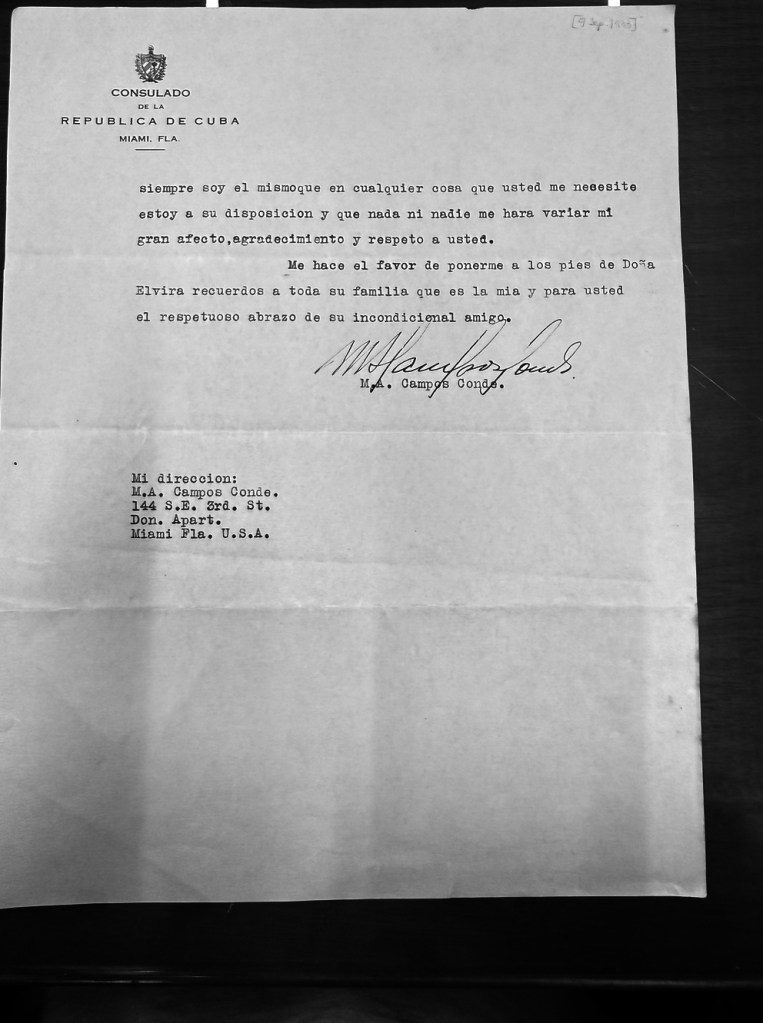 CONSULADO
DE LA
REPUBLICA DE CUBA
MIAMI, FLA.
siempre soy el mismoque en cualquier cosa que usted me necesite
estoy a su disposicion y que nada ni nadie me hara variar mi
gran afecto,agradecimiento y respeto a usted.
Me hace el favor de ponerme a los pies de Doña
Elvira recuerdos a toda su familia que es la mia y para usted
el respetuoso abrazo de su incondicional amigo.
M.A. Campos Conde.
Mi direccion:
M.A. Campos Conde.
144 S.E. 3rd. St.
Don. Apart.
Miami Fla. U.S.A.